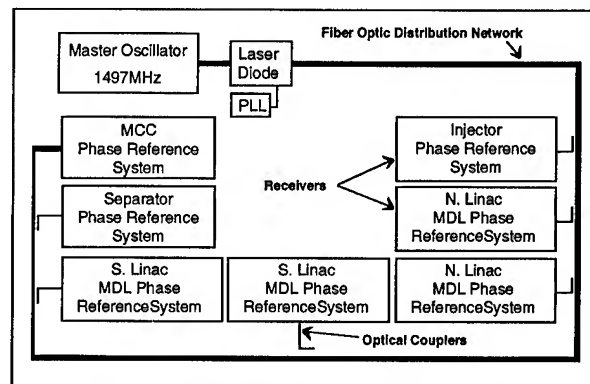 Fiber Optic Distribution Network
Master Oscillator
1497MHz
Laser
Diode
PLL
MCC
Phase Reference
System
Injector
Phase Reference
System
Receivers
Separator
Phase Reference
System
N. Linac
MDL Phase
ReferenceSystem
S. Linac
MDL Phase
ReferenceSystem
S. Linac
MDL Phase
ReferenceSystem
N. Linac
MDL Phase
ReferenceSystem
Optical Couplers